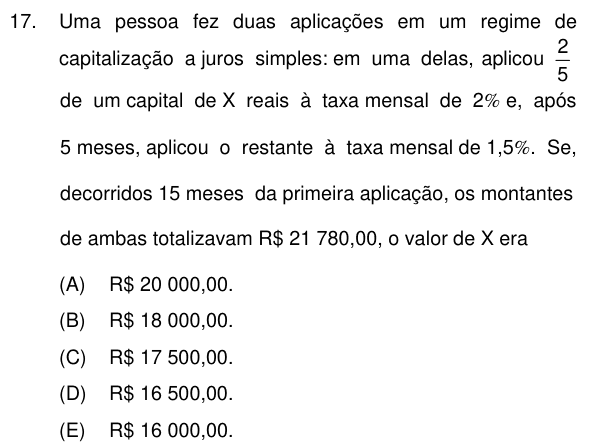 17. Uma pessoa fez duas aplicações em um regime de
capitalização a juros simples: em uma delas, aplicou 2/5
de um capital de X reais à taxa mensal de 2% e, após
5 meses, aplicou o restante à taxa mensal de 1,5%. Se,
decorridos 15 meses da primeira aplicação, os montantes
de ambas totalizavam R$ 21 780,00, o valor de X era
(A) R$ 20 000,00.
(B) R$ 18 000,00.
(C) R$ 17 500,00.
(D) R$ 16 500,00.
(E) R$ 16 000,00.